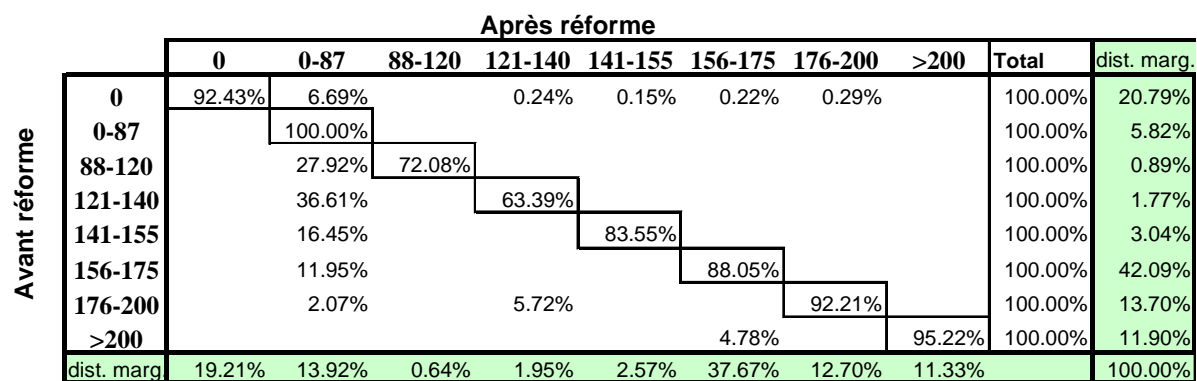 Après réforme
0 0-87 88-120 121-140 141-155 156-175 176-200 >200 Total dist. marg.
Avant réforme
0 92.43% 6.69% 0.24% 0.15% 0.22% 0.29% 100.00% 20.79%
0-87 100.00% 100.00% 5.82%
88-120 27.92% 72.08% 100.00% 0.89%
121-140 36.61% 63.39% 100.00% 1.77%
141-155 16.45% 83.55% 100.00% 3.04%
156-175 11.95% 88.05% 100.00% 42.09%
176-200 2.07% 5.72% 92.21% 100.00% 13.70%
>200 4.78% 95.22% 100.00% 11.90%
dist. marg. 19.21% 13.92% 0.64% 1.95% 2.57% 37.67% 12.70% 11.33% 100.00%